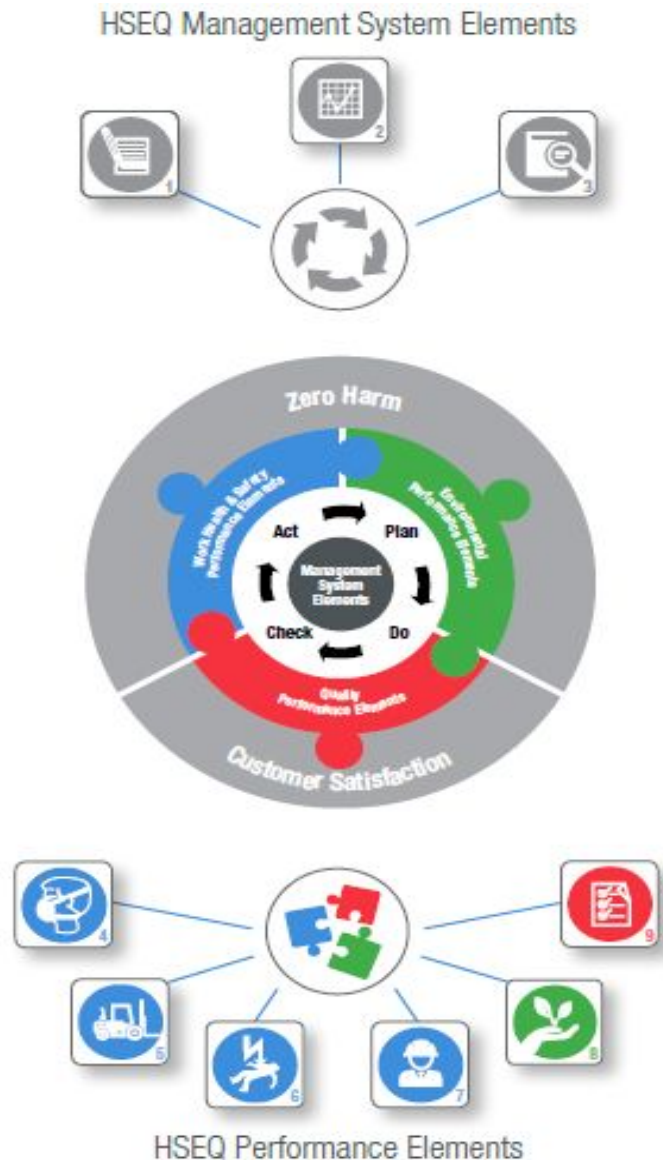 HSEQ Management System Elements
1
2
3
Zero Harm
Work Health & Safety
Performance Elements
Environmental
Performance Elements
Act
Plan
Management
System
Elements
Check
Do
Quality
Performance Elements
Customer Satisfaction
4
9
5
8
6
7
HSEQ Performance Elements